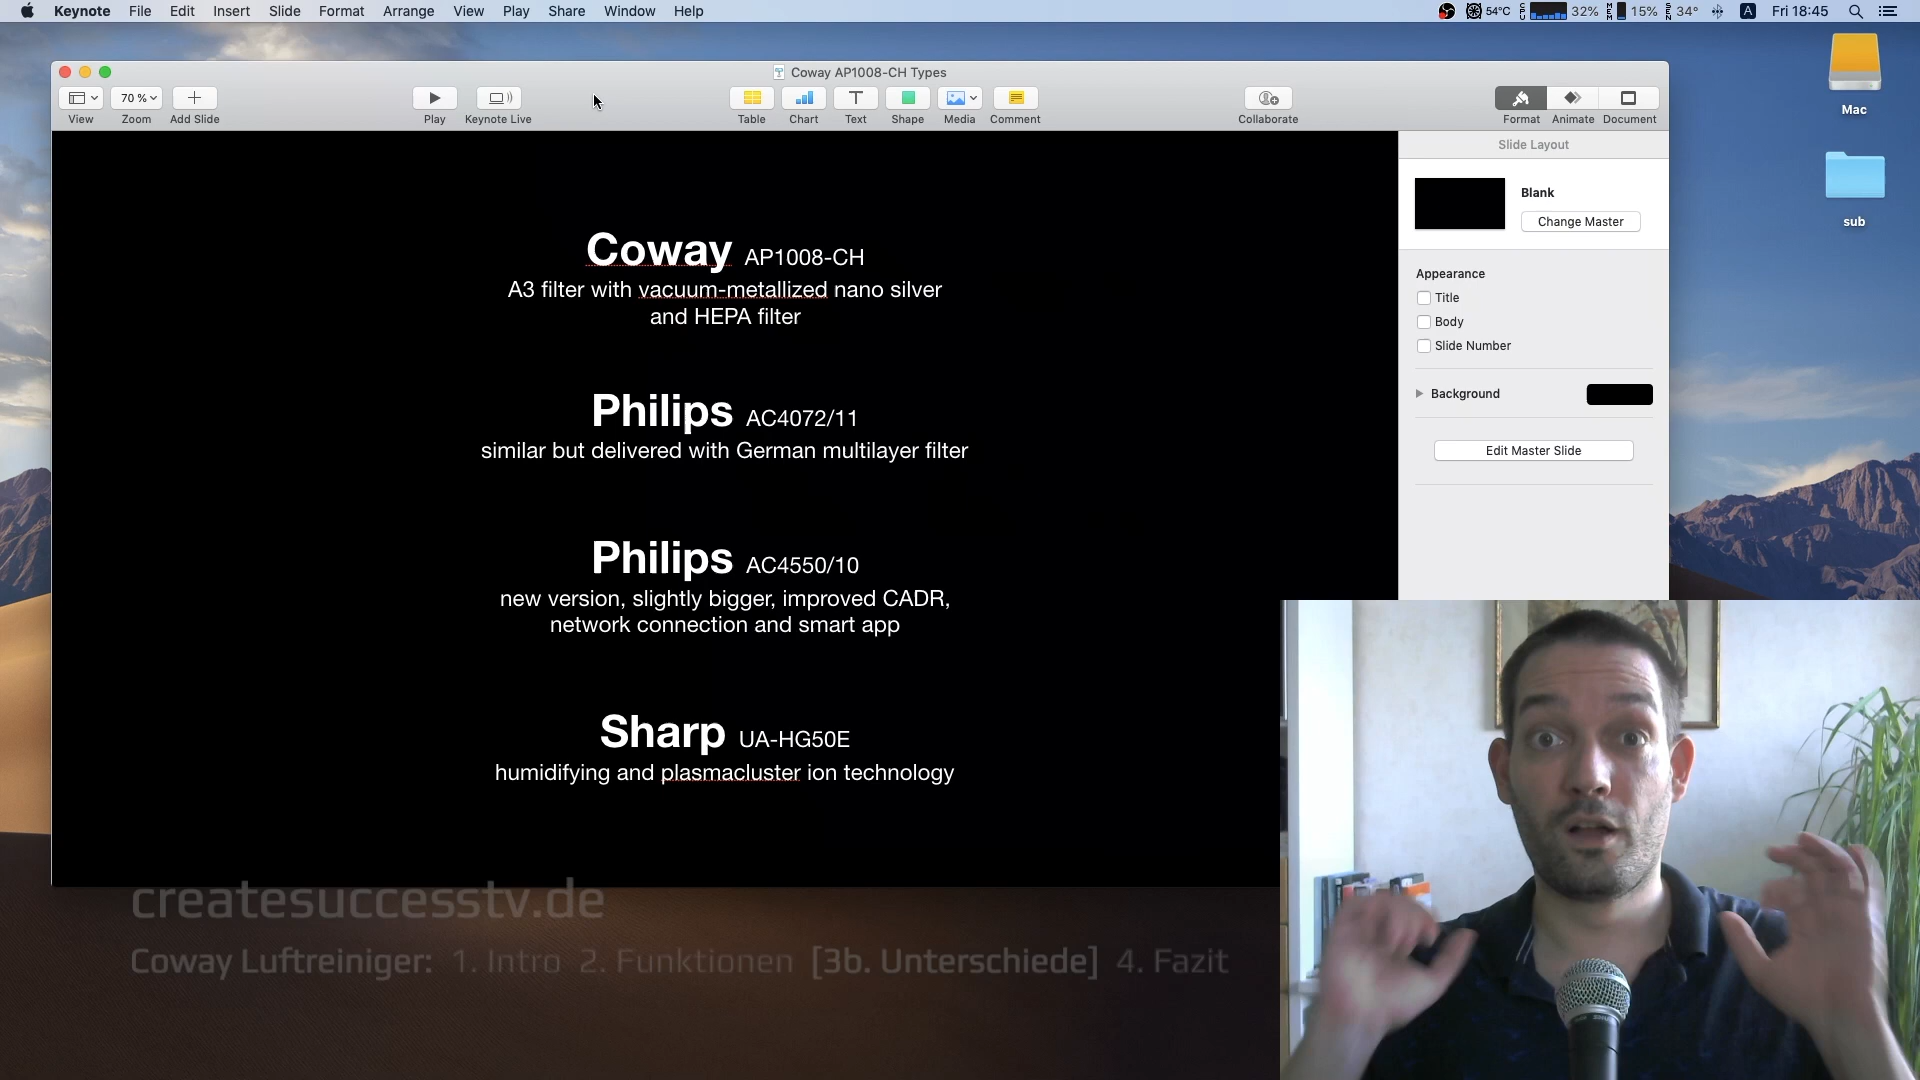 Keynote File Edit Insert Slide Format Arrange View Play Share Window Help
54°C CPU 32% MEM 15% SEN 34° A Fri 18:45
Coway AP1008-CH Types
70 %
View Zoom Add Slide Play Keynote Live Table Chart Text Shape Media Comment Collaborate Format Animate Document
Mac
sub
Slide Layout
Blank
Change Master
Appearance
Title
Body
Slide Number
Background
Edit Master Slide
Coway AP1008-CH
A3 filter with vacuum-metallized nano silver
and HEPA filter
Philips AC4072/11
similar but delivered with German multilayer filter
Philips AC4550/10
new version, slightly bigger, improved CADR,
network connection and smart app
Sharp UA-HG50E
humidifying and plasmacluster ion technology
createsuccesstv.de
Coway Luftreiniger: 1. Intro 2. Funktionen [3b. Unterschiede] 4. Fazit